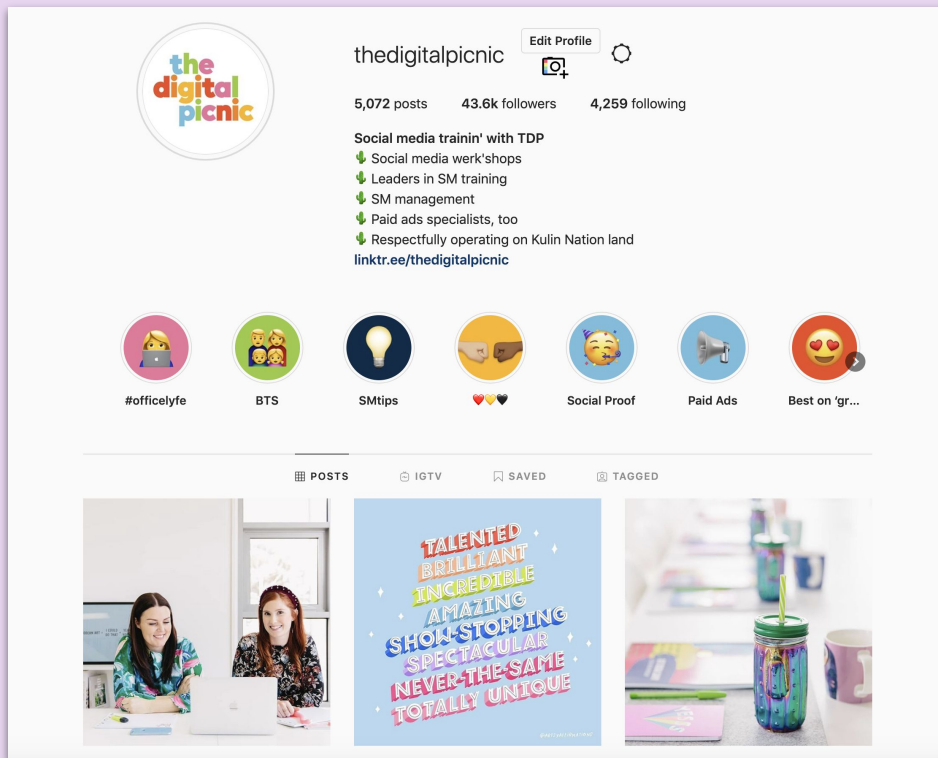 the
digital
picnic
thedigitalpicnic
Edit Profile
5,072 posts 43.6k followers 4,259 following
Social media trainin' with TDP
Social media werk'shops
Leaders in SM training
SM management
Paid ads specialists, too
Respectfully operating on Kulin Nation land
linktr.ee/thedigitalpicnic
#officelyfe BTS SMtips Social Proof Paid Ads Best on ‘gr...
POSTS IGTV SAVED TAGGED
TALENTED
BRILLIANT
INCREDIBLE
AMAZING
SHOW-STOPPING
SPECTACULAR
NEVER-THE-SAME
TOTALLY UNIQUE